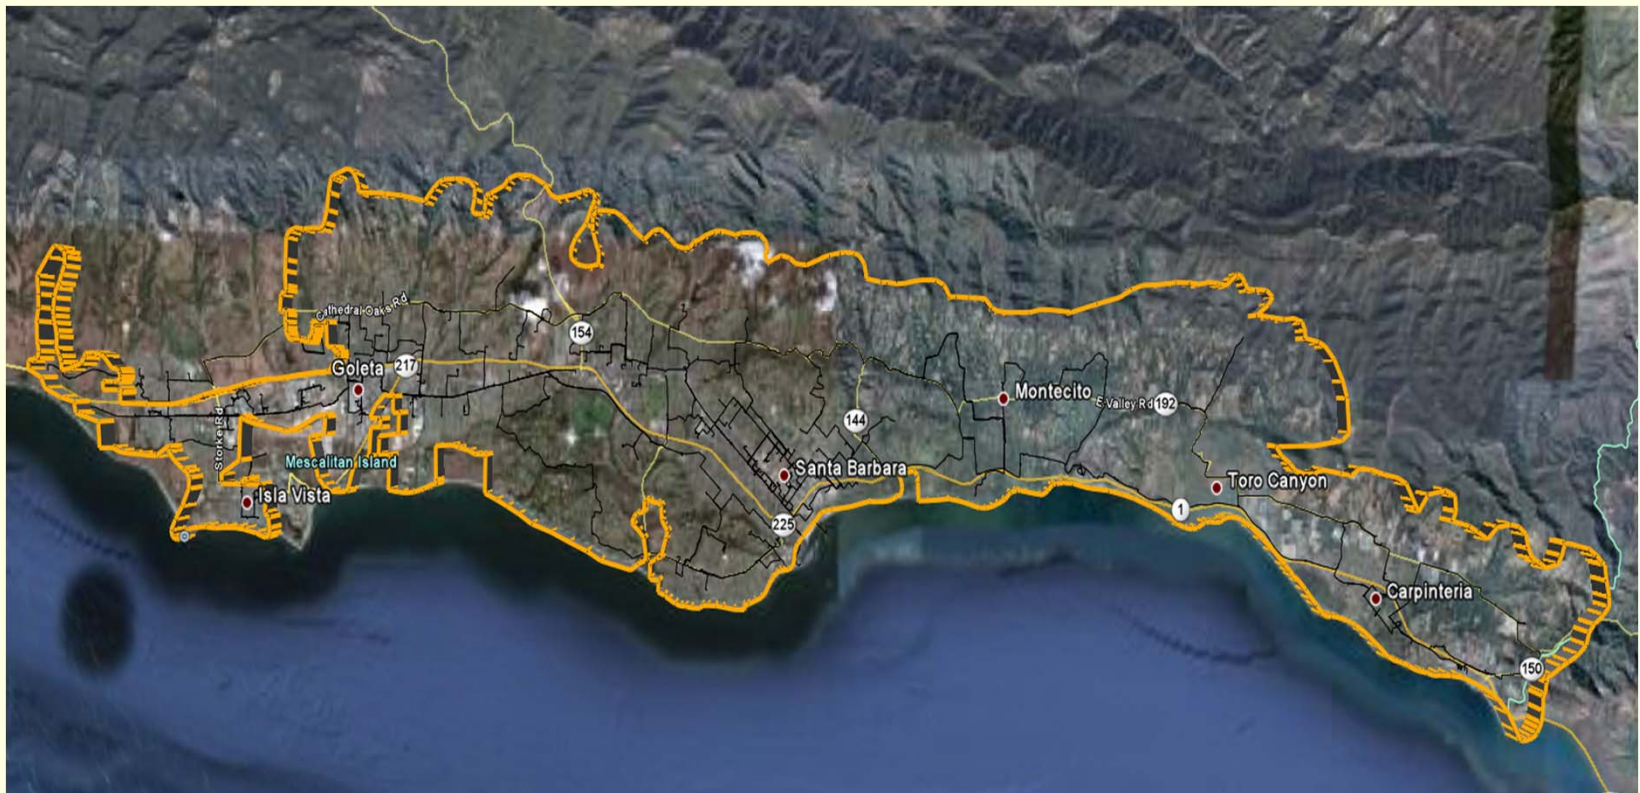 Cathedral Oaks Rd
154
217
Goleta
Montecito
E Valley Rd
192
144
Storke Rd
Mescalitan Island
Santa Barbara
Toro Canyon
Isla Vista
1
225
Carpinteria
150